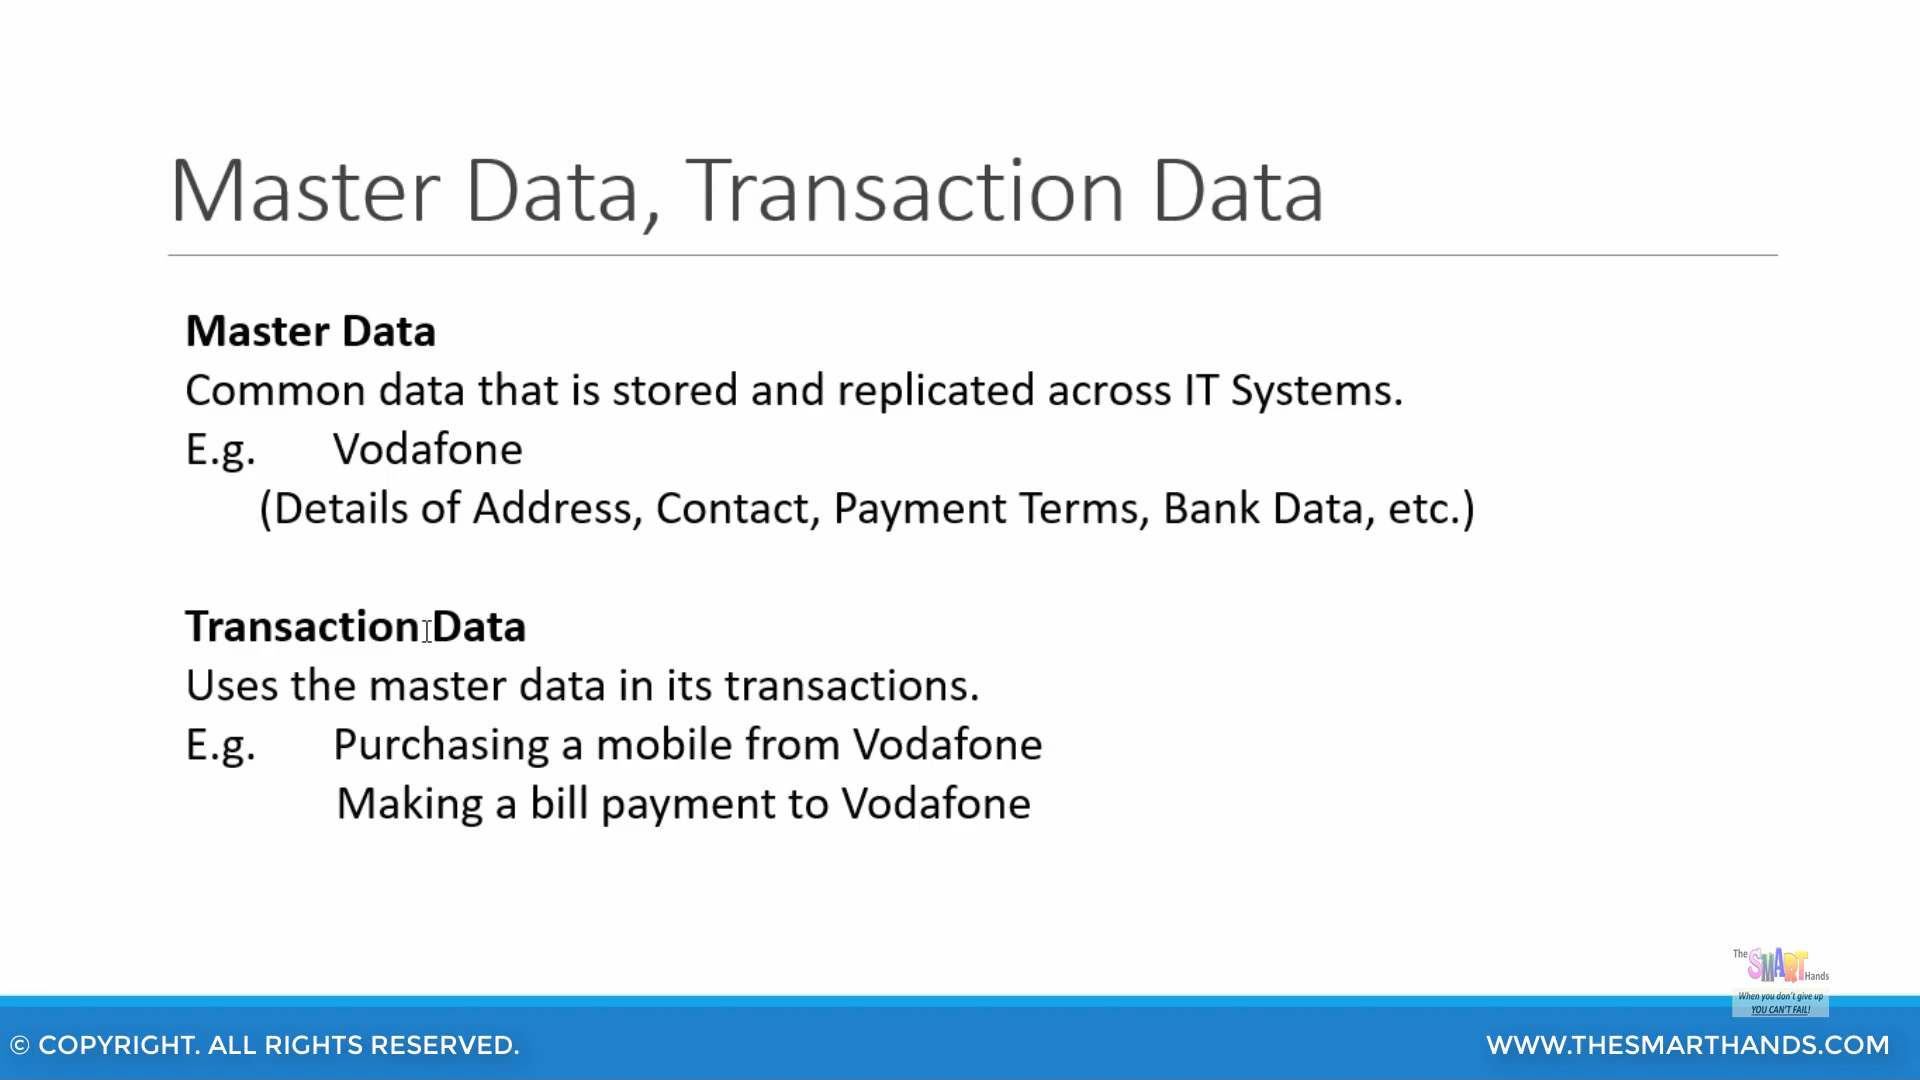 Master Data, Transaction Data
Master Data
Common data that is stored and replicated across IT Systems.
E.g. Vodafone
(Details of Address, Contact, Payment Terms, Bank Data, etc.)
Transaction Data
Uses the master data in its transactions.
E.g. Purchasing a mobile from Vodafone
Making a bill payment to Vodafone
The SMART Hands
When you don't give up
YOU CAN'T FAIL!
© COPYRIGHT. ALL RIGHTS RESERVED.
WWW.THESMARTHANDS.COM